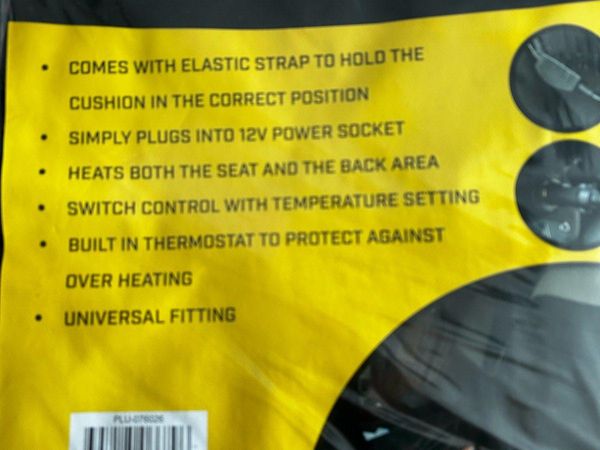 • COMES WITH ELASTIC STRAP TO HOLD THE
CUSHION IN THE CORRECT POSITION
• SIMPLY PLUGS INTO 12V POWER SOCKET
• HEATS BOTH THE SEAT AND THE BACK AREA
• SWITCH CONTROL WITH TEMPERATURE SETTING
• BUILT IN THERMOSTAT TO PROTECT AGAINST
OVER HEATING
• UNIVERSAL FITTING
PLU-076026